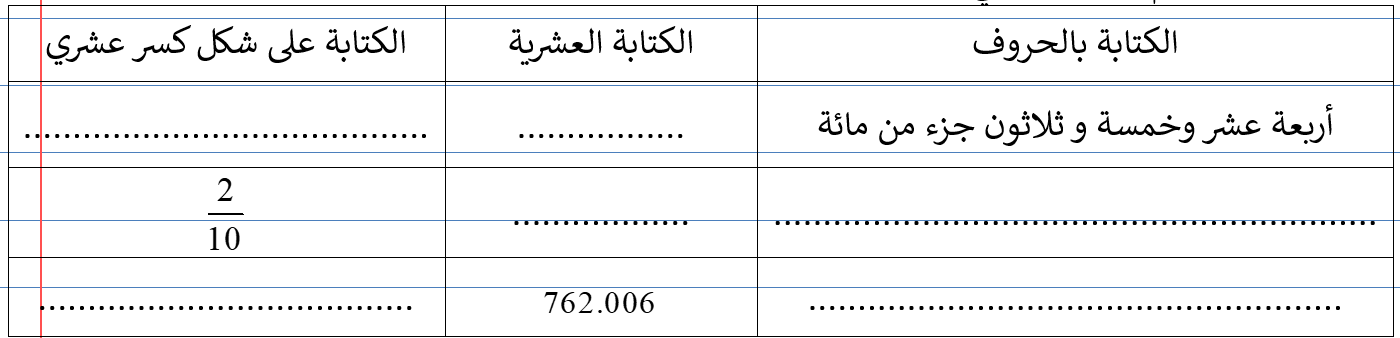 الكتابة بالحروف الكتابة العشرية الكتابة على شكل كسر عشري
أربعة عشر وخمسة و ثلاثون جزء من مائة ................. .........................................
............................................................. .................. 2/10
...................................................... 762.006 ......................................